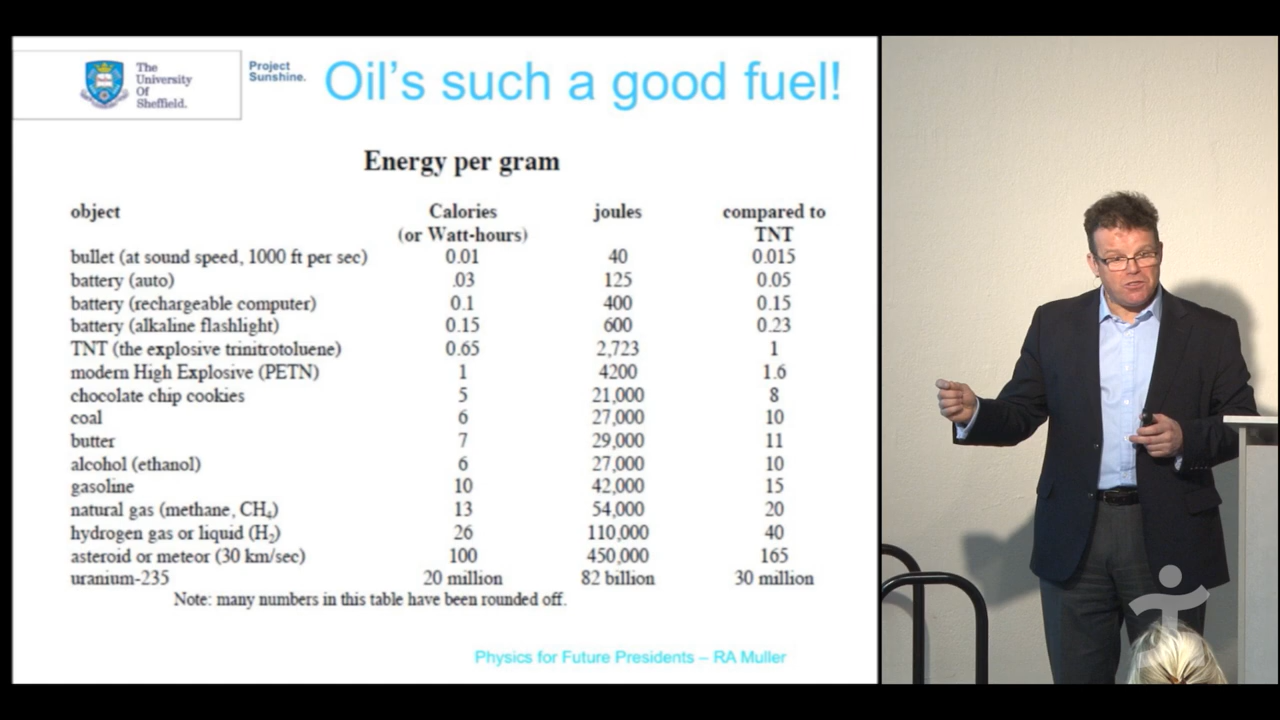 The
University
Of
Sheffield.
Project
Sunshine.
Oil's such a good fuel!
Energy per gram
object Calories joules compared to
(or Watt-hours) TNT
bullet (at sound speed, 1000 ft per sec) 0.01 40 0.015
battery (auto) .03 125 0.05
battery (rechargeable computer) 0.1 400 0.15
battery (alkaline flashlight) 0.15 600 0.23
TNT (the explosive trinitrotoluene) 0.65 2,723 1
modern High Explosive (PETN) 1 4200 1.6
chocolate chip cookies 5 21,000 8
coal 6 27,000 10
butter 7 29,000 11
alcohol (ethanol) 6 27,000 10
gasoline 10 42,000 15
natural gas (methane, CH₄) 13 54,000 20
hydrogen gas or liquid (H₂) 26 110,000 40
asteroid or meteor (30 km/sec) 100 450,000 165
uranium-235 20 million 82 billion 30 million
Note: many numbers in this table have been rounded off.
Physics for Future Presidents – RA Muller